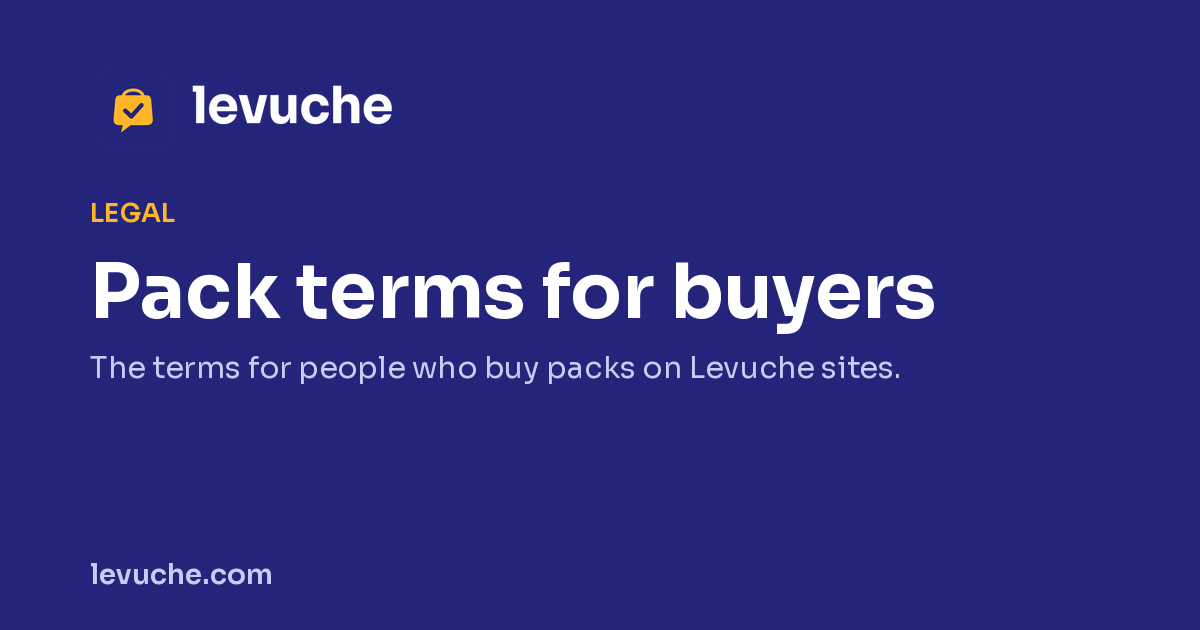 levuche
LEGAL
Pack terms for buyers
The terms for people who buy packs on Levuche sites.
levuche.com